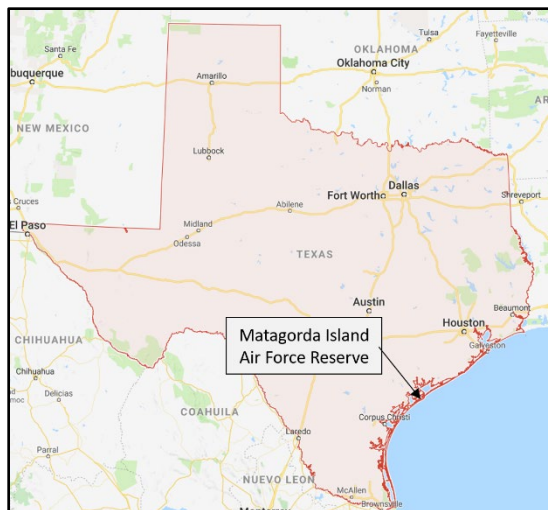 Santa Fe
buquerque
NEW MEXICO
Cruces
El Paso
CHIHUAHUA
Chihuahua
Delicias
Parral
Amarillo
Lubbock
Midland
Odessa
Abilene
TEXAS
OKLAHOMA
Tulsa
Oklahoma City
Norman
Fayetteville
AR
Fort Worth
Dallas
Shreveport
Austin
Houston
Beaumont
Galveston
Matagorda Island
Air Force Reserve
Corpus Christi
COAHUILA
Laredo
NUEVO LEON
McAllen
Brownsville